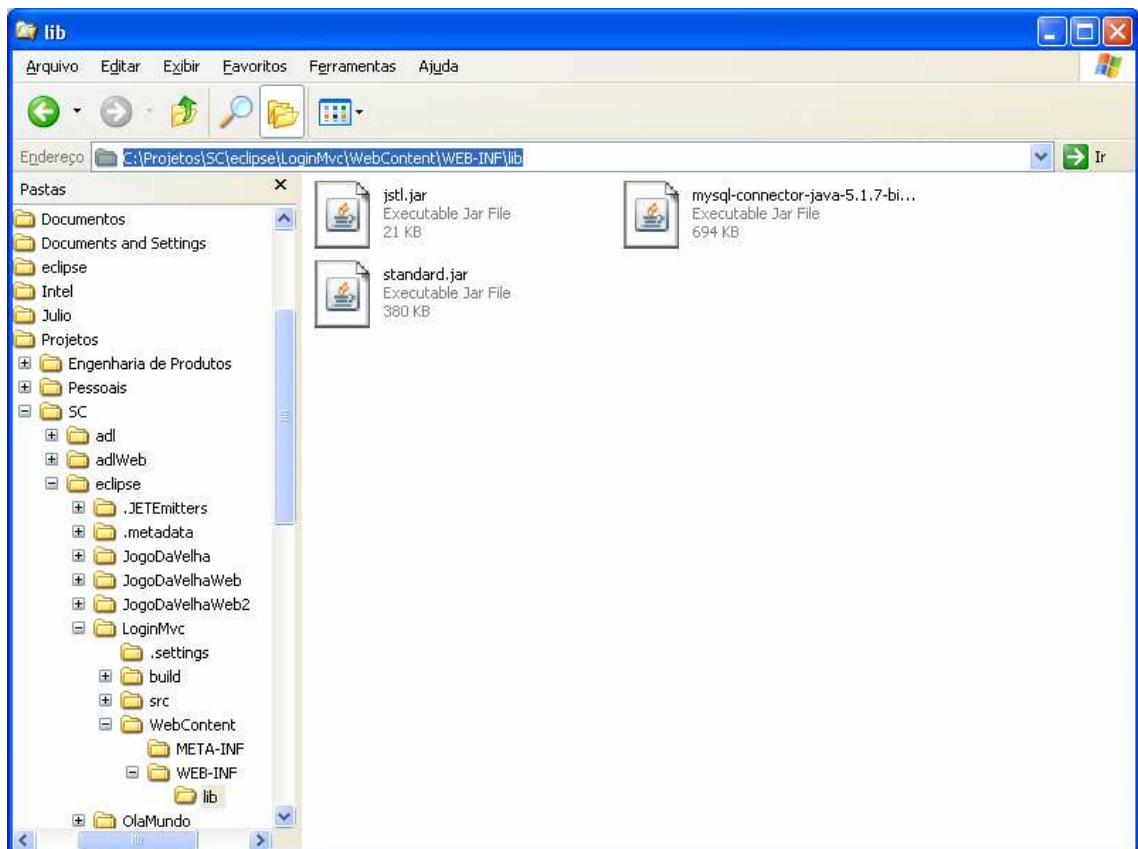 lib
Arquivo Editar Exibir Favoritos Ferramentas Ajuda
Endereço C:\Projetos\SC\eclipse\LoginMvc\WebContent\WEB-INF\lib Ir
Pastas
Documentos
Documents and Settings
eclipse
Intel
Julio
Projetos
Engenharia de Produtos
Pessoais
SC
adl
adlWeb
eclipse
.JETEmitters
.metadata
JogoDaVelha
JogoDaVelhaWeb
JogoDaVelhaWeb2
LoginMvc
.settings
build
src
WebContent
META-INF
WEB-INF
lib
OlaMundo
jstl.jar
Executable Jar File
21 KB
mysql-connector-java-5.1.7-bi...
Executable Jar File
694 KB
standard.jar
Executable Jar File
380 KB